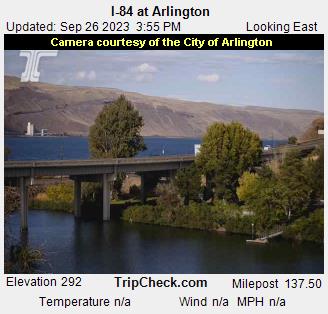 I-84 at Arlington
Updated: Sep 26 2023 3:55 PM Looking East
Camera courtesy of the City of Arlington
Elevation 292 TripCheck.com Milepost 137.50
Temperature n/a Wind n/a MPH n/a